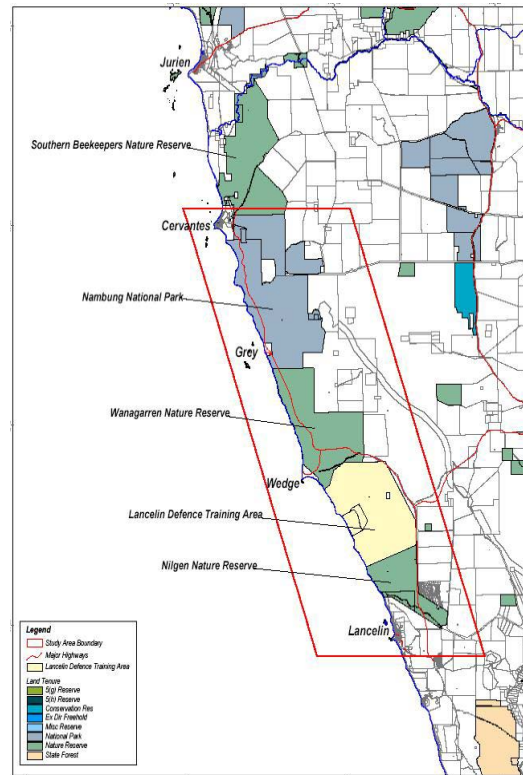 Jurien
Southern Beekeepers Nature Reserve
Cervantes
Nambung National Park
Grey
Wanagarren Nature Reserve
Wedge
Lancelin Defence Training Area
Nilgen Nature Reserve
Lancelin
Legend
Study Area Boundary
Major Highways
Lancelin Defence Training Area
Land Tenure
5(g) Reserve
5(h) Reserve
Conservation Res
Ex Dir Freehold
Misc Reserve
National Park
Nature Reserve
State Forest